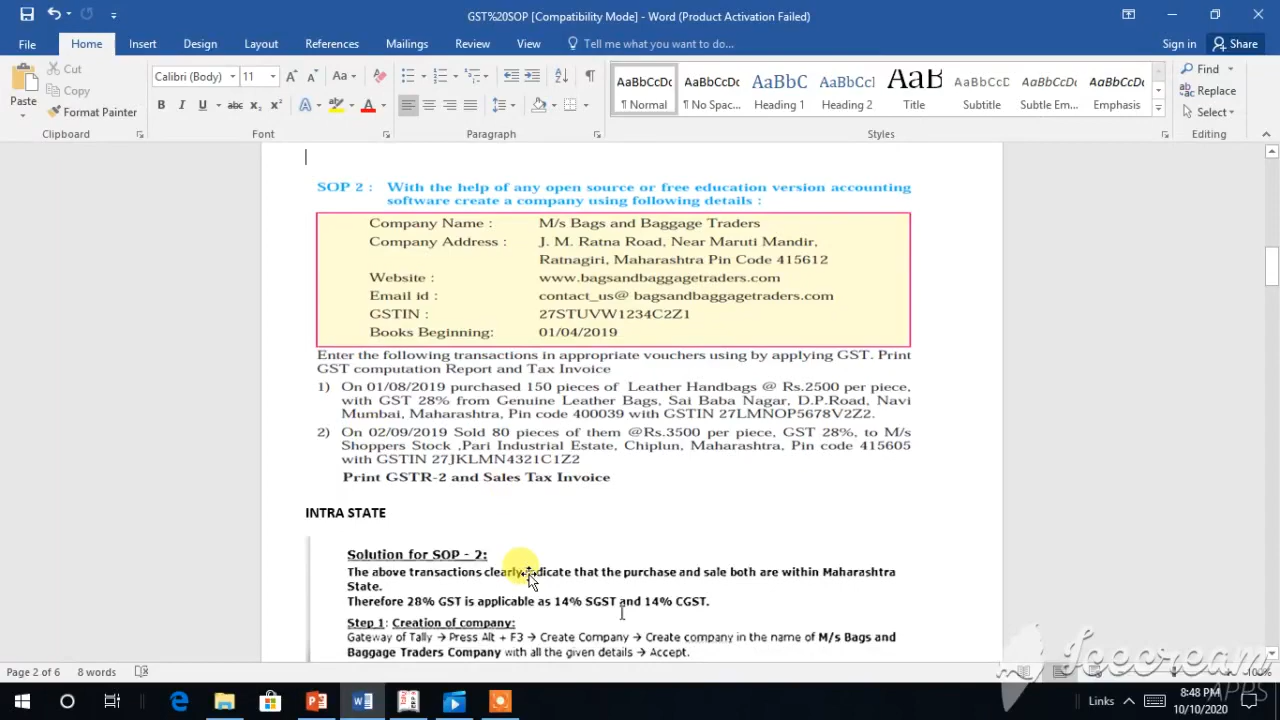 GST%20SOP [Compatibility Mode] - Word (Product Activation Failed)
File Home Insert Design Layout References Mailings Review View Tell me what you want to do... Sign in Share
Paste Cut Copy Format Painter
Calibri (Body) 11
AaBbCcDc AaBbCcDc AaBbC AaBbCcI AaB AaBbCcD AaBbCcDc AaBbCcDc
¶ Normal ¶ No Spac... Heading 1 Heading 2 Title Subtitle Subtle Em... Emphasis
Find Replace Select
Clipboard Font Paragraph Styles Editing
SOP 2 : With the help of any open source or free education version accounting
software create a company using following details :
Company Name : M/s Bags and Baggage Traders
Company Address : J. M. Ratna Road, Near Maruti Mandir,
Ratnagiri, Maharashtra Pin Code 415612
Website : www.bagsandbaggagetraders.com
Email id : contact_us@ bagsandbaggagetraders.com
GSTIN : 27STUVW1234C2Z1
Books Beginning: 01/04/2019
Enter the following transactions in appropriate vouchers using by applying GST. Print
GST computation Report and Tax Invoice
1) On 01/08/2019 purchased 150 pieces of Leather Handbags @ Rs.2500 per piece,
with GST 28% from Genuine Leather Bags, Sai Baba Nagar, D.P.Road, Navi
Mumbai, Maharashtra, Pin code 400039 with GSTIN 27LMNOP5678V2Z2.
2) On 02/09/2019 Sold 80 pieces of them @Rs.3500 per piece, GST 28%, to M/s
Shoppers Stock ,Pari Industrial Estate, Chiplun, Maharashtra, Pin code 415605
with GSTIN 27JKLMN4321C1Z2
Print GSTR-2 and Sales Tax Invoice
INTRA STATE
Solution for SOP - 2:
The above transactions clearly indicate that the purchase and sale both are within Maharashtra
State.
Therefore 28% GST is applicable as 14% SGST and 14% CGST.
Step 1: Creation of company:
Gateway of Tally → Press Alt + F3 → Create Company → Create company in the name of M/s Bags and
Baggage Traders Company with all the given details → Accept.
Icecream
APPS
Page 2 of 6 8 words 100%
Links 8:48 PM
10/10/2020